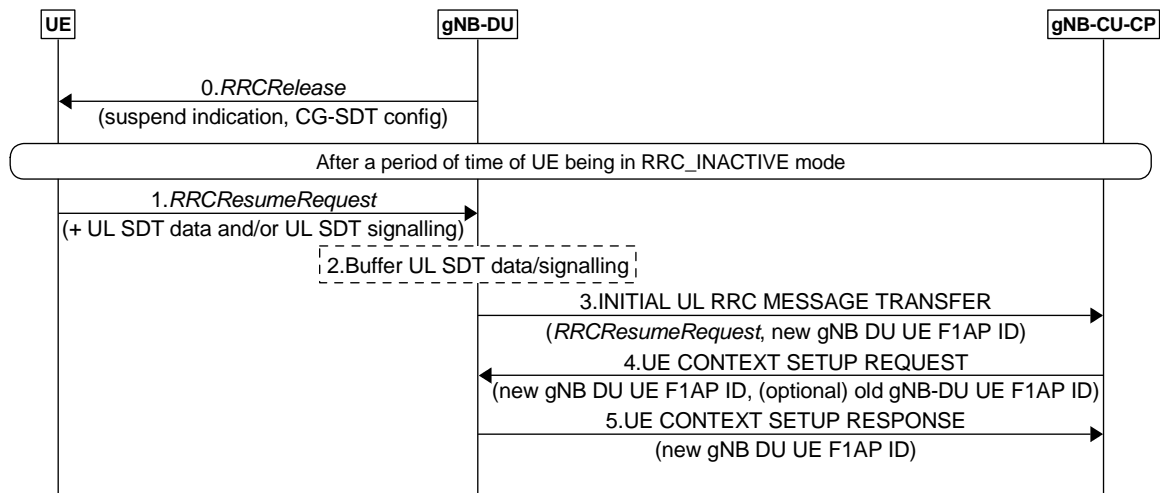 UE
gNB-DU
gNB-CU-CP
0.RRCRelease
(suspend indication, CG-SDT config)
After a period of time of UE being in RRC_INACTIVE mode
1.RRCResumeRequest
(+ UL SDT data and/or UL SDT signalling)
2.Buffer UL SDT data/signalling
3.INITIAL UL RRC MESSAGE TRANSFER
(RRCResumeRequest, new gNB DU UE F1AP ID)
4.UE CONTEXT SETUP REQUEST
(new gNB DU UE F1AP ID, (optional) old gNB-DU UE F1AP ID)
5.UE CONTEXT SETUP RESPONSE
(new gNB DU UE F1AP ID)